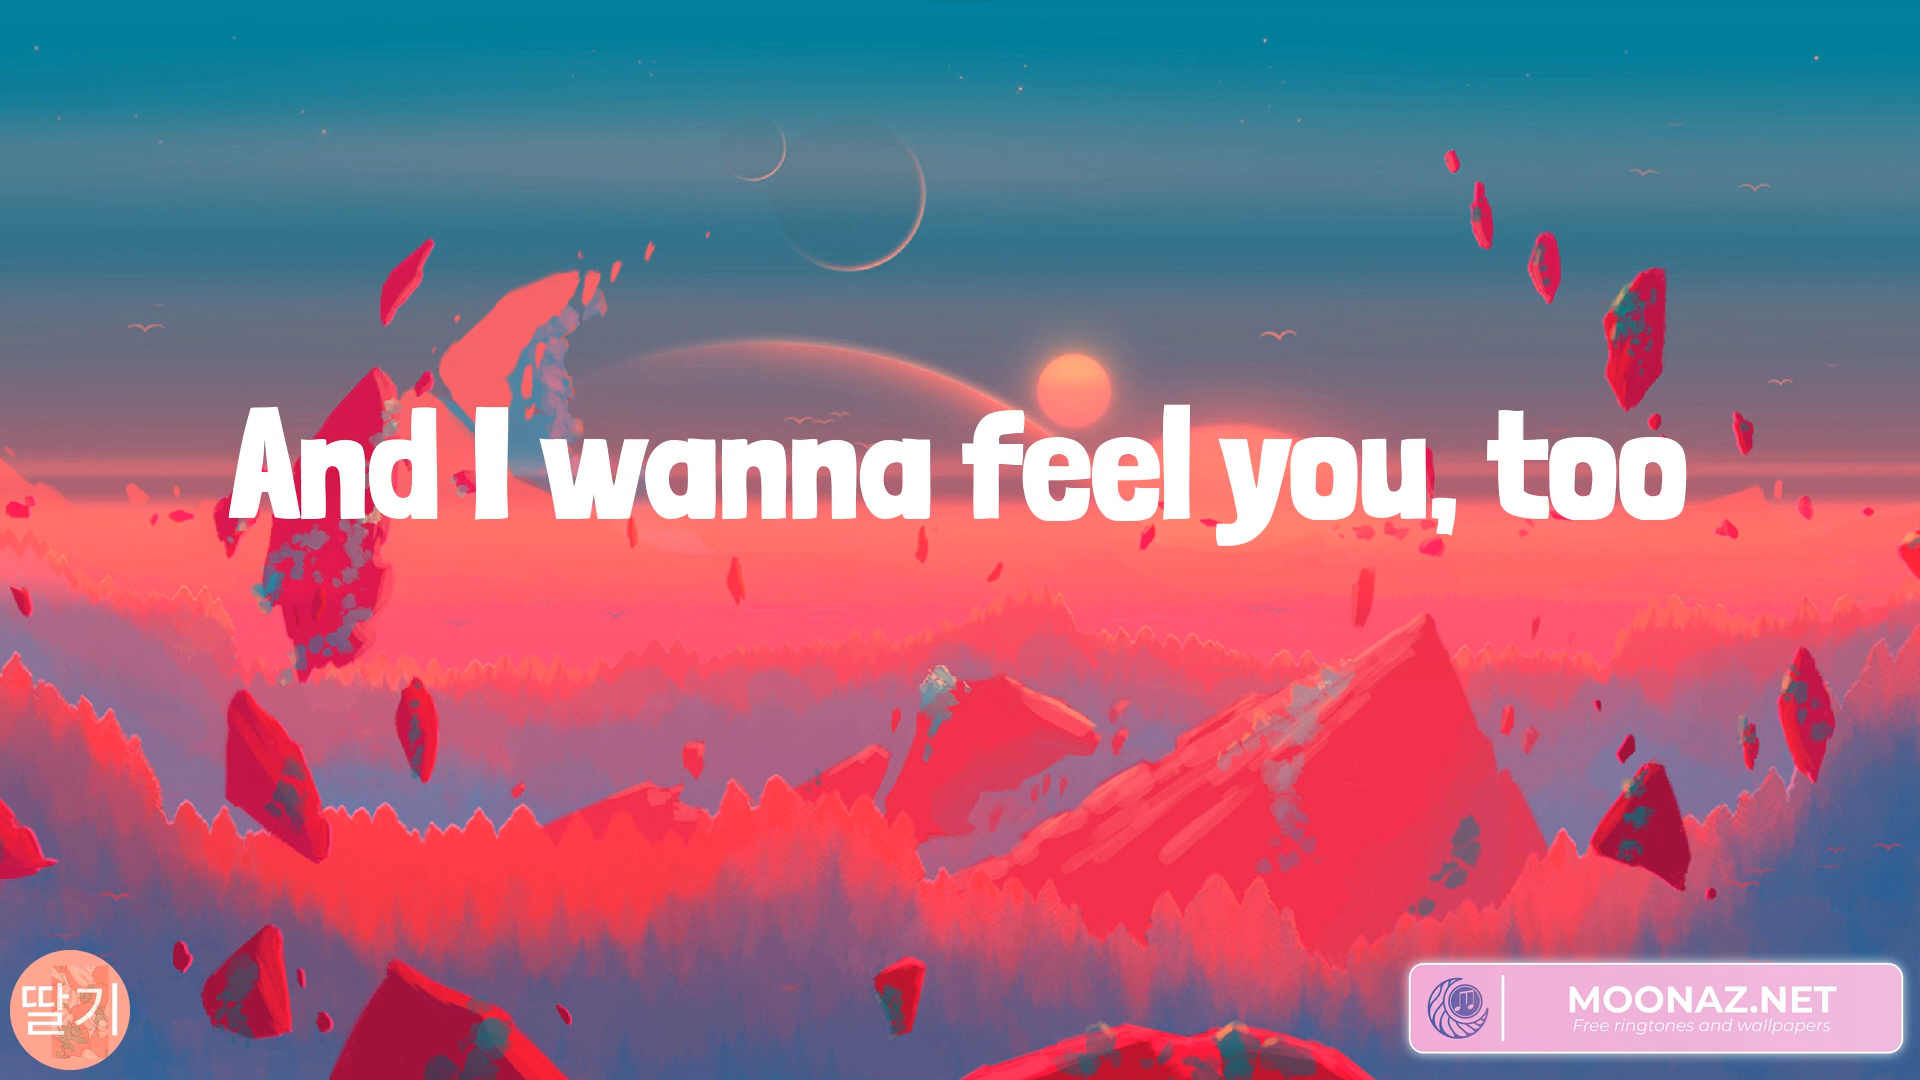 And I wanna feel you, too
딸기
MOONAZ.NET
Free ringtones and wallpapers